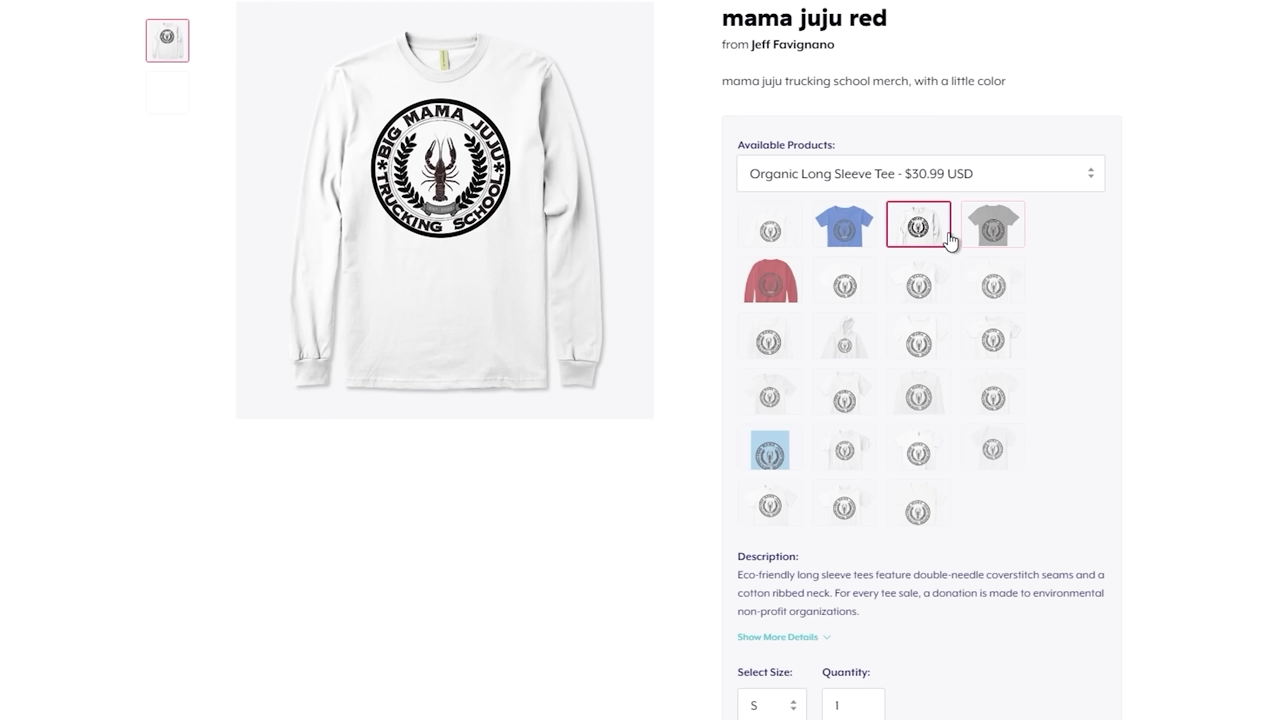 mama juju red
from Jeff Favignano
mama juju trucking school merch, with a little color
BIG MAMA JUJU
TRUCKING SCHOOL
Available Products:
Organic Long Sleeve Tee - $30.99 USD
Description:
Eco-friendly long sleeve tees feature double-needle coverstitch seams and a
cotton ribbed neck. For every tee sale, a donation is made to environmental
non-profit organizations.
Show More Details
Select Size: Quantity:
S 1